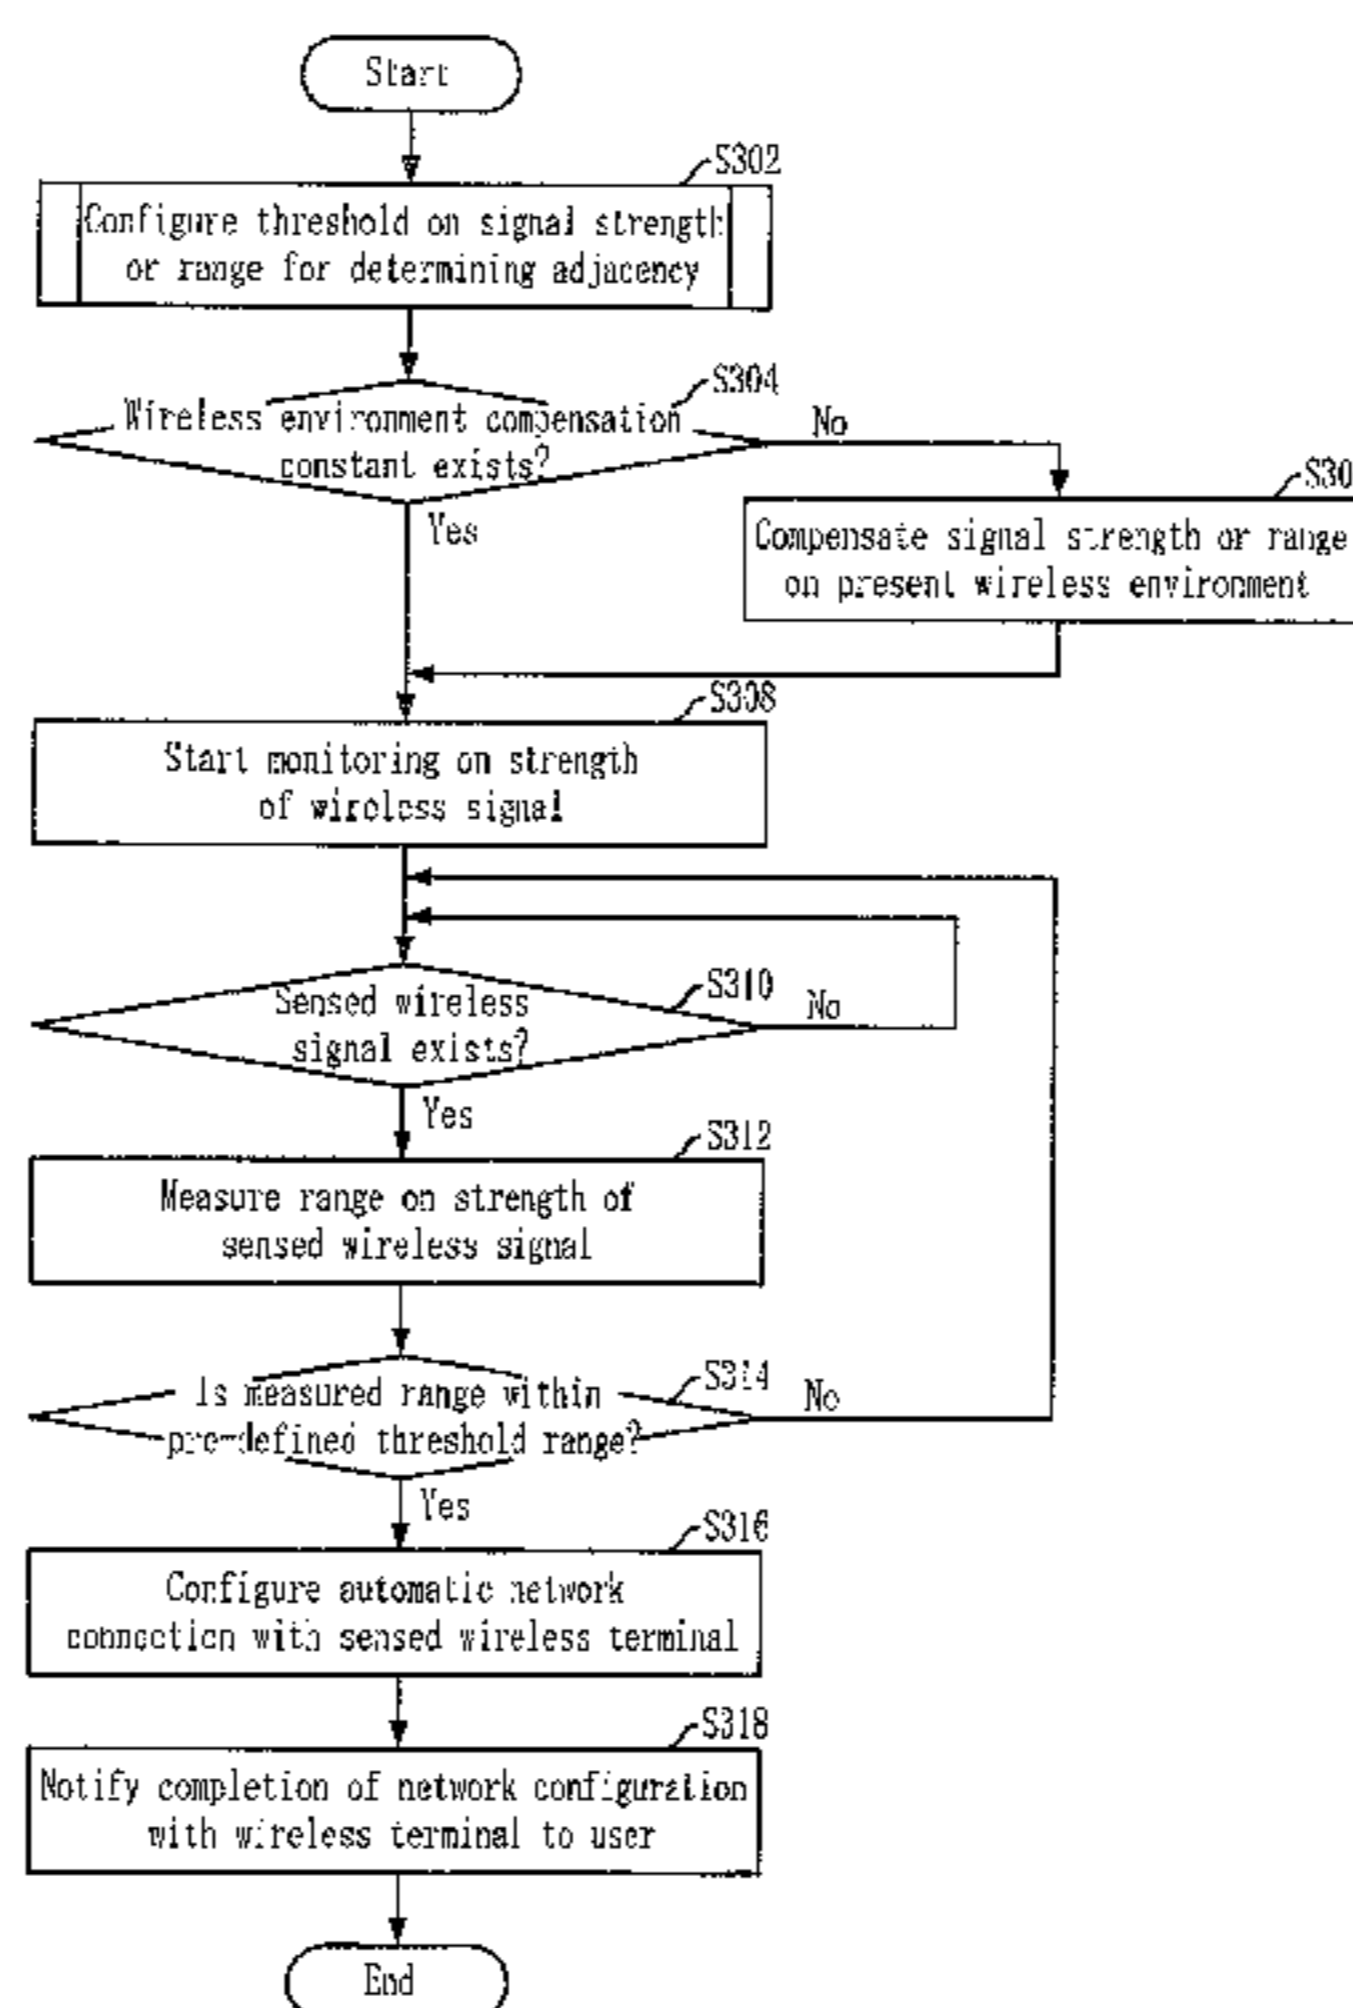 Start
S302
Configure threshold on signal strength
or range for determining adjacency
S304
Wireless environment compensation
constant exists?
No
Yes
S30
Compensate signal strength or range
on present wireless environment
S308
Start monitoring on strength
of wireless signal
S310
Sensed wireless
signal exists?
No
Yes
S312
Measure range on strength of
sensed wireless signal
S314
Is measured range within
pre-defined threshold range?
No
Yes
S316
Configure automatic network
connection with sensed wireless terminal
S318
Notify completion of network configuration
with wireless terminal to user
End